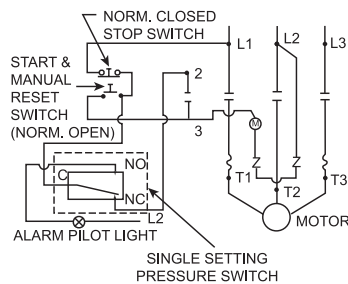 NORM. CLOSED
STOP SWITCH
L1
L2
L3
START &
MANUAL
RESET
SWITCH
(NORM. OPEN)
2
3
M
Z
Z
NO
C
NC
T1
T2
T3
L2
MOTOR
ALARM PILOT LIGHT
SINGLE SETTING
PRESSURE SWITCH